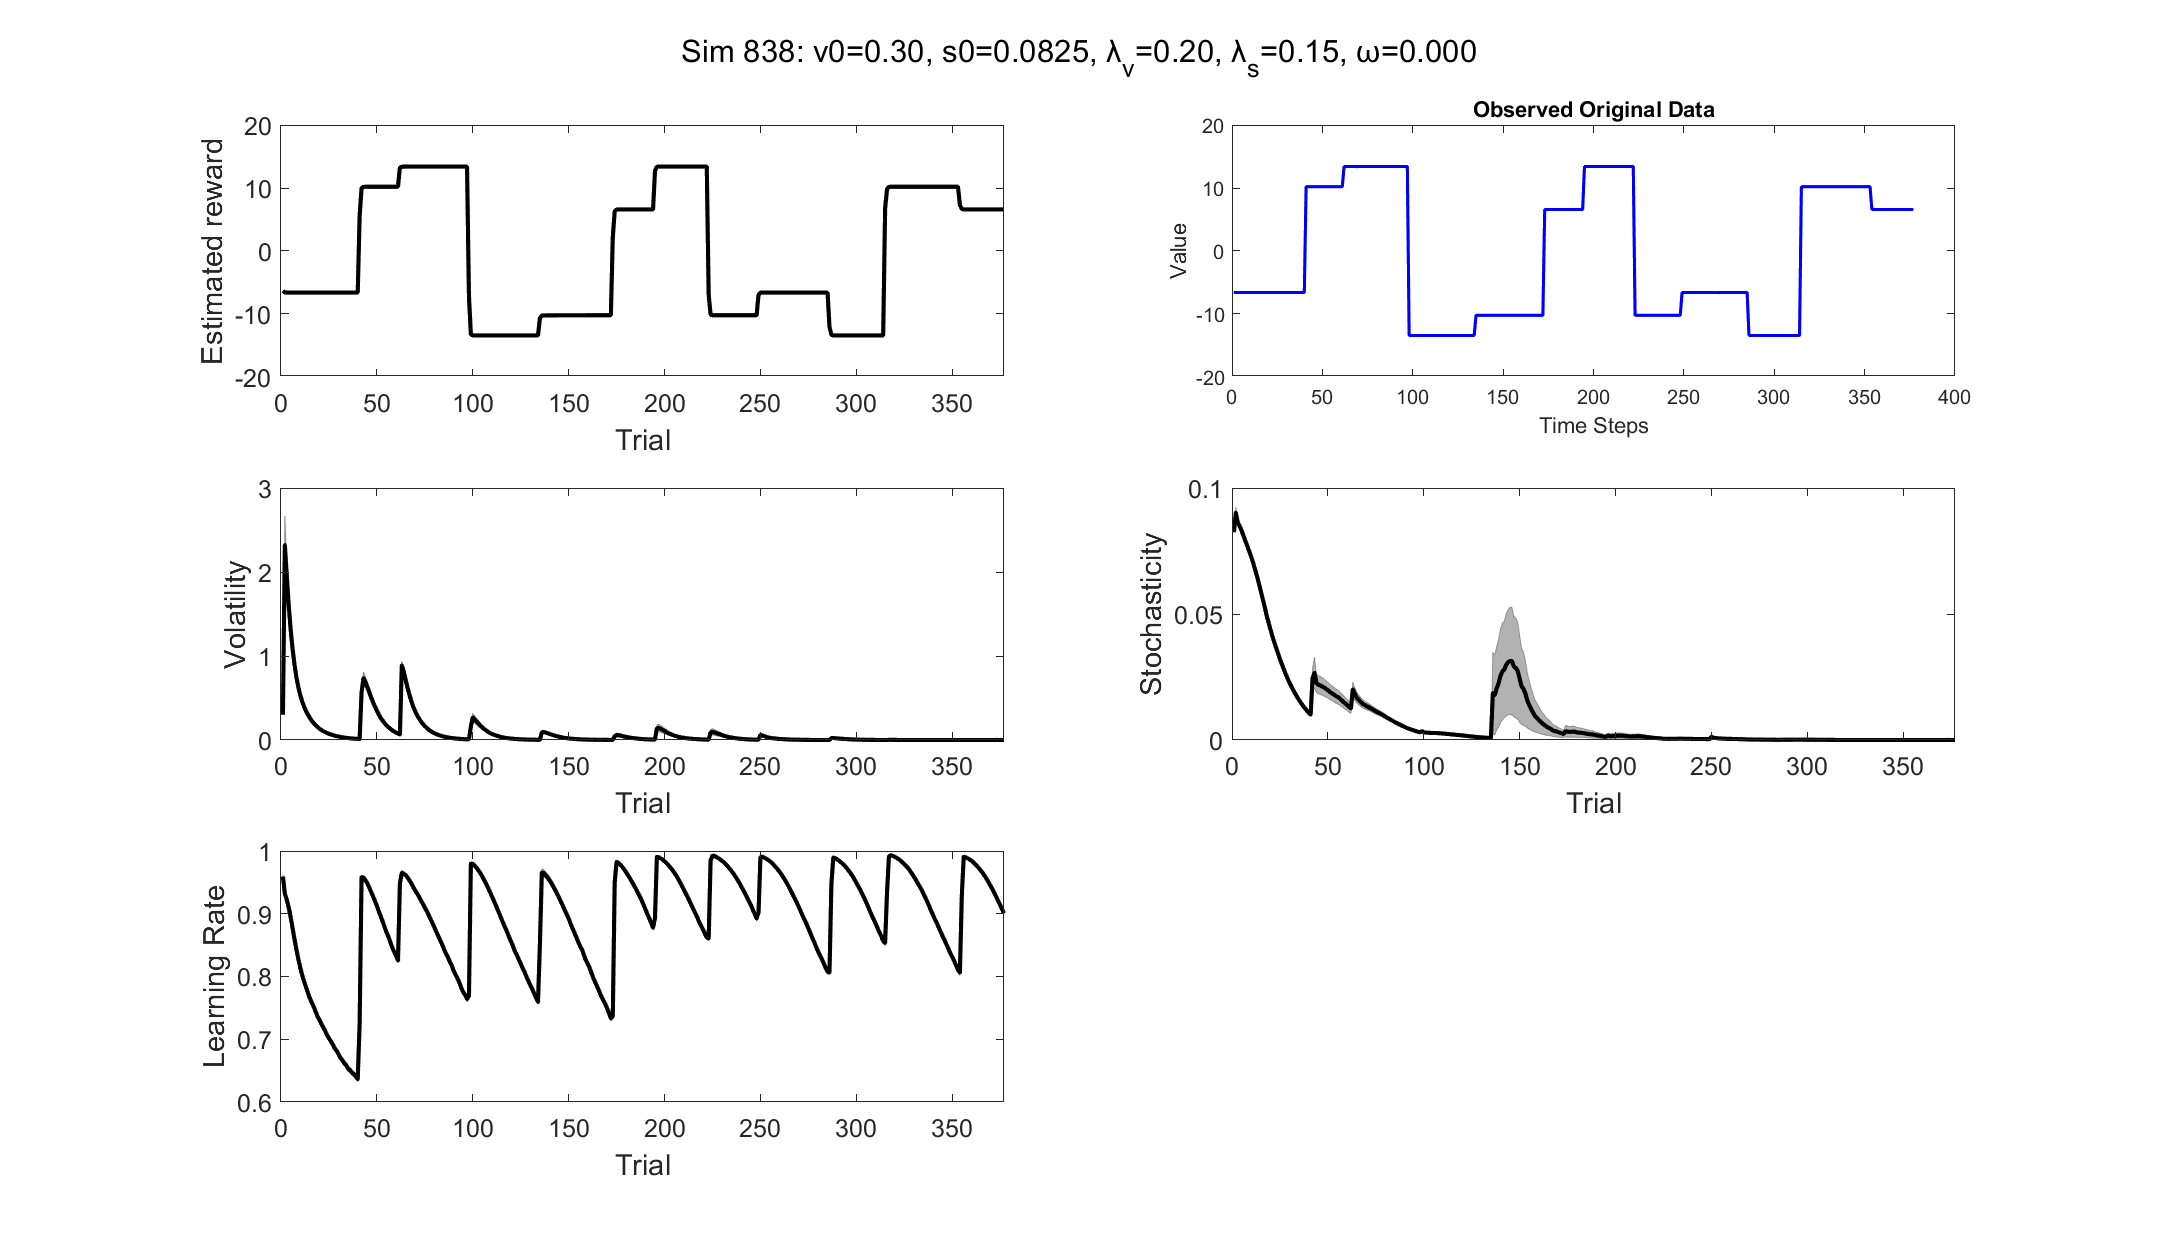 Sim 838: v0=0.30, s0=0.0825, λv=0.20, λs=0.15, ω=0.000
Estimated reward
20
10
0
-10
-20
0 50 100 150 200 250 300 350
Trial
Observed Original Data
Value
20
10
0
-10
-20
0 50 100 150 200 250 300 350 400
Time Steps
Volatility
3
2
1
0
0 50 100 150 200 250 300 350
Trial
Stochasticity
0.1
0.05
0
0 50 100 150 200 250 300 350
Trial
Learning Rate
1
0.9
0.8
0.7
0.6
0 50 100 150 200 250 300 350
Trial